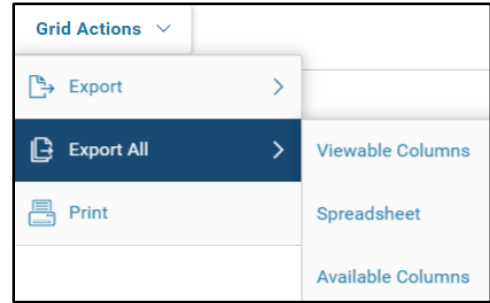 Grid Actions
Export
Export All
Print
Viewable Columns
Spreadsheet
Available Columns